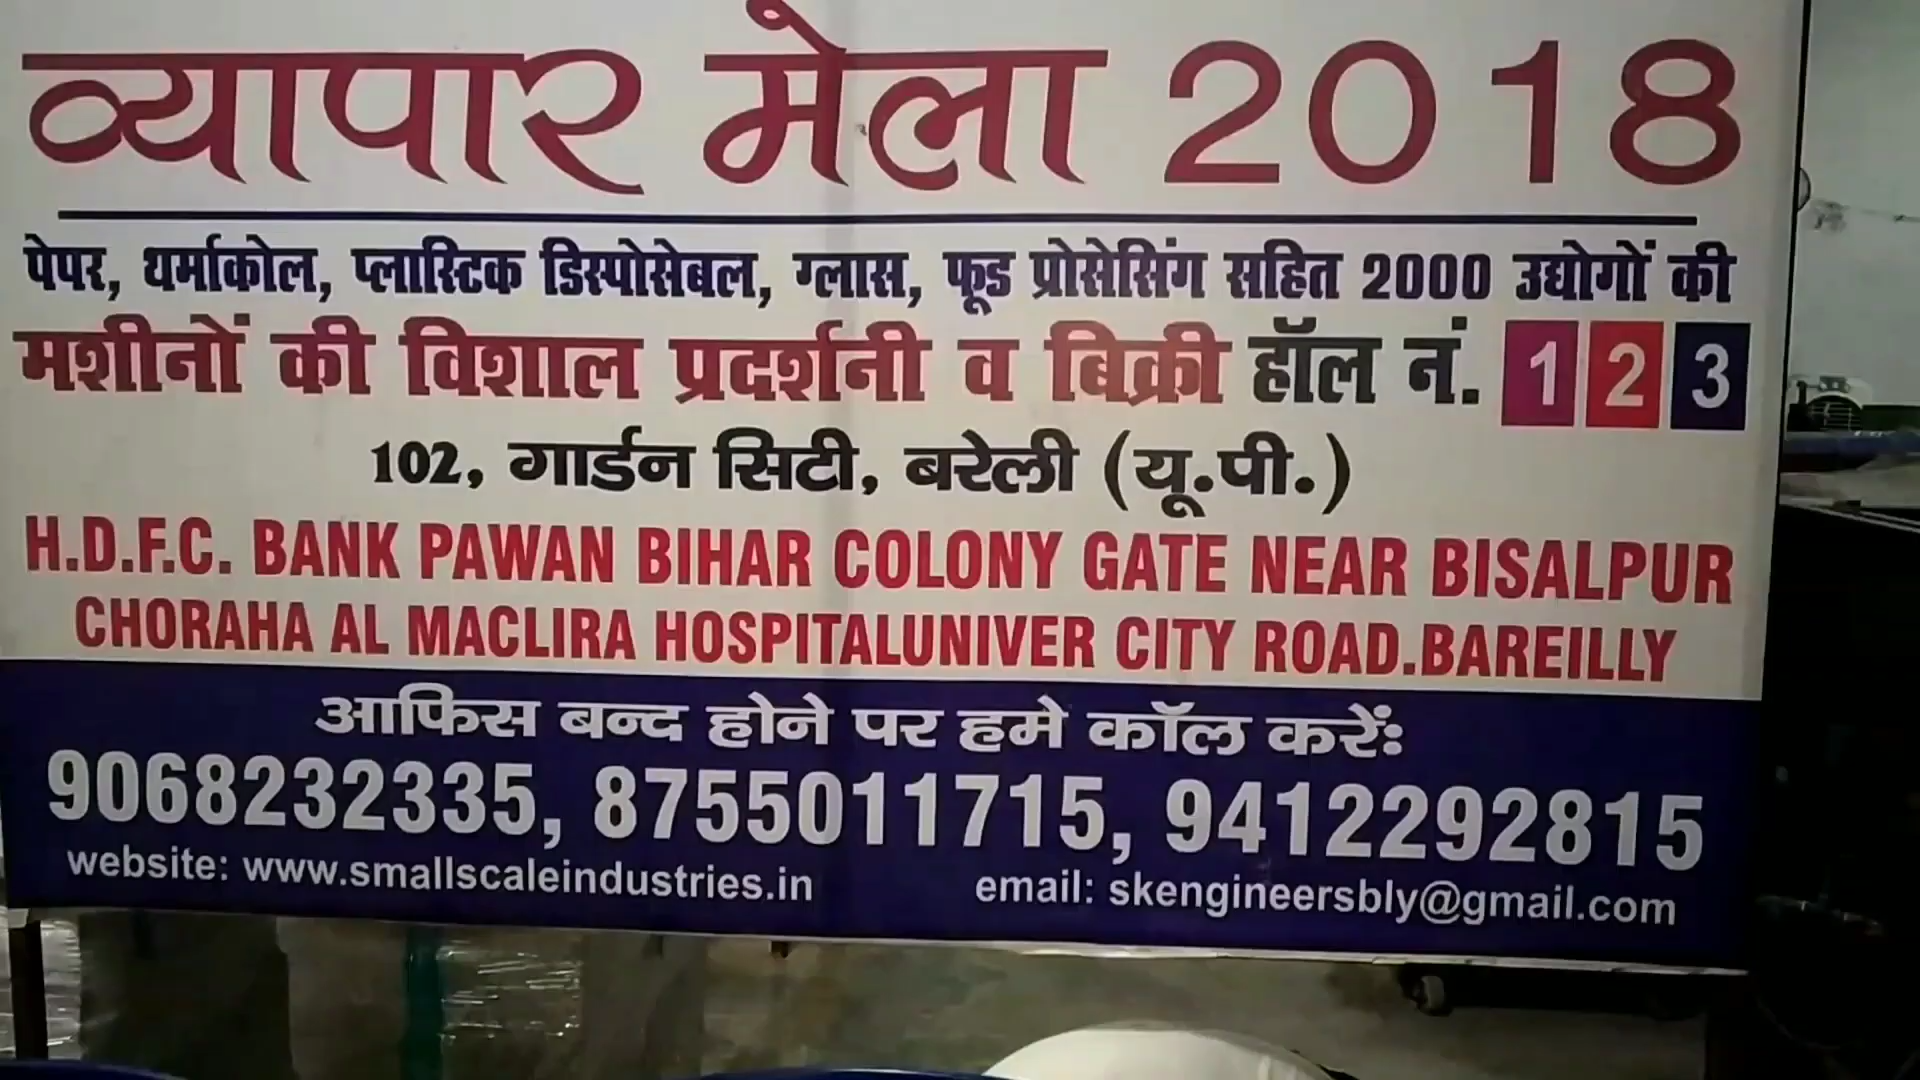 व्यापार मेला 2018
पेपर, थर्माकोल, प्लास्टिक डिस्पोसेबल, ग्लास, फूड प्रोसेसिंग सहित 2000 उद्योगों की
मशीनों की विशाल प्रदर्शनी व बिक्री हॉल नं. 1 2 3
102, गार्डन सिटी, बरेली (यू.पी.)
H.D.F.C. BANK PAWAN BIHAR COLONY GATE NEAR BISALPUR
CHORAHA AL MACLIRA HOSPITALUNIVER CITY ROAD.BAREILLY
आफिस बन्द होने पर हमे कॉल करें:
9068232335, 8755011715, 9412292815
website: www.smallscaleindustries.in email: skengineersbly@gmail.com